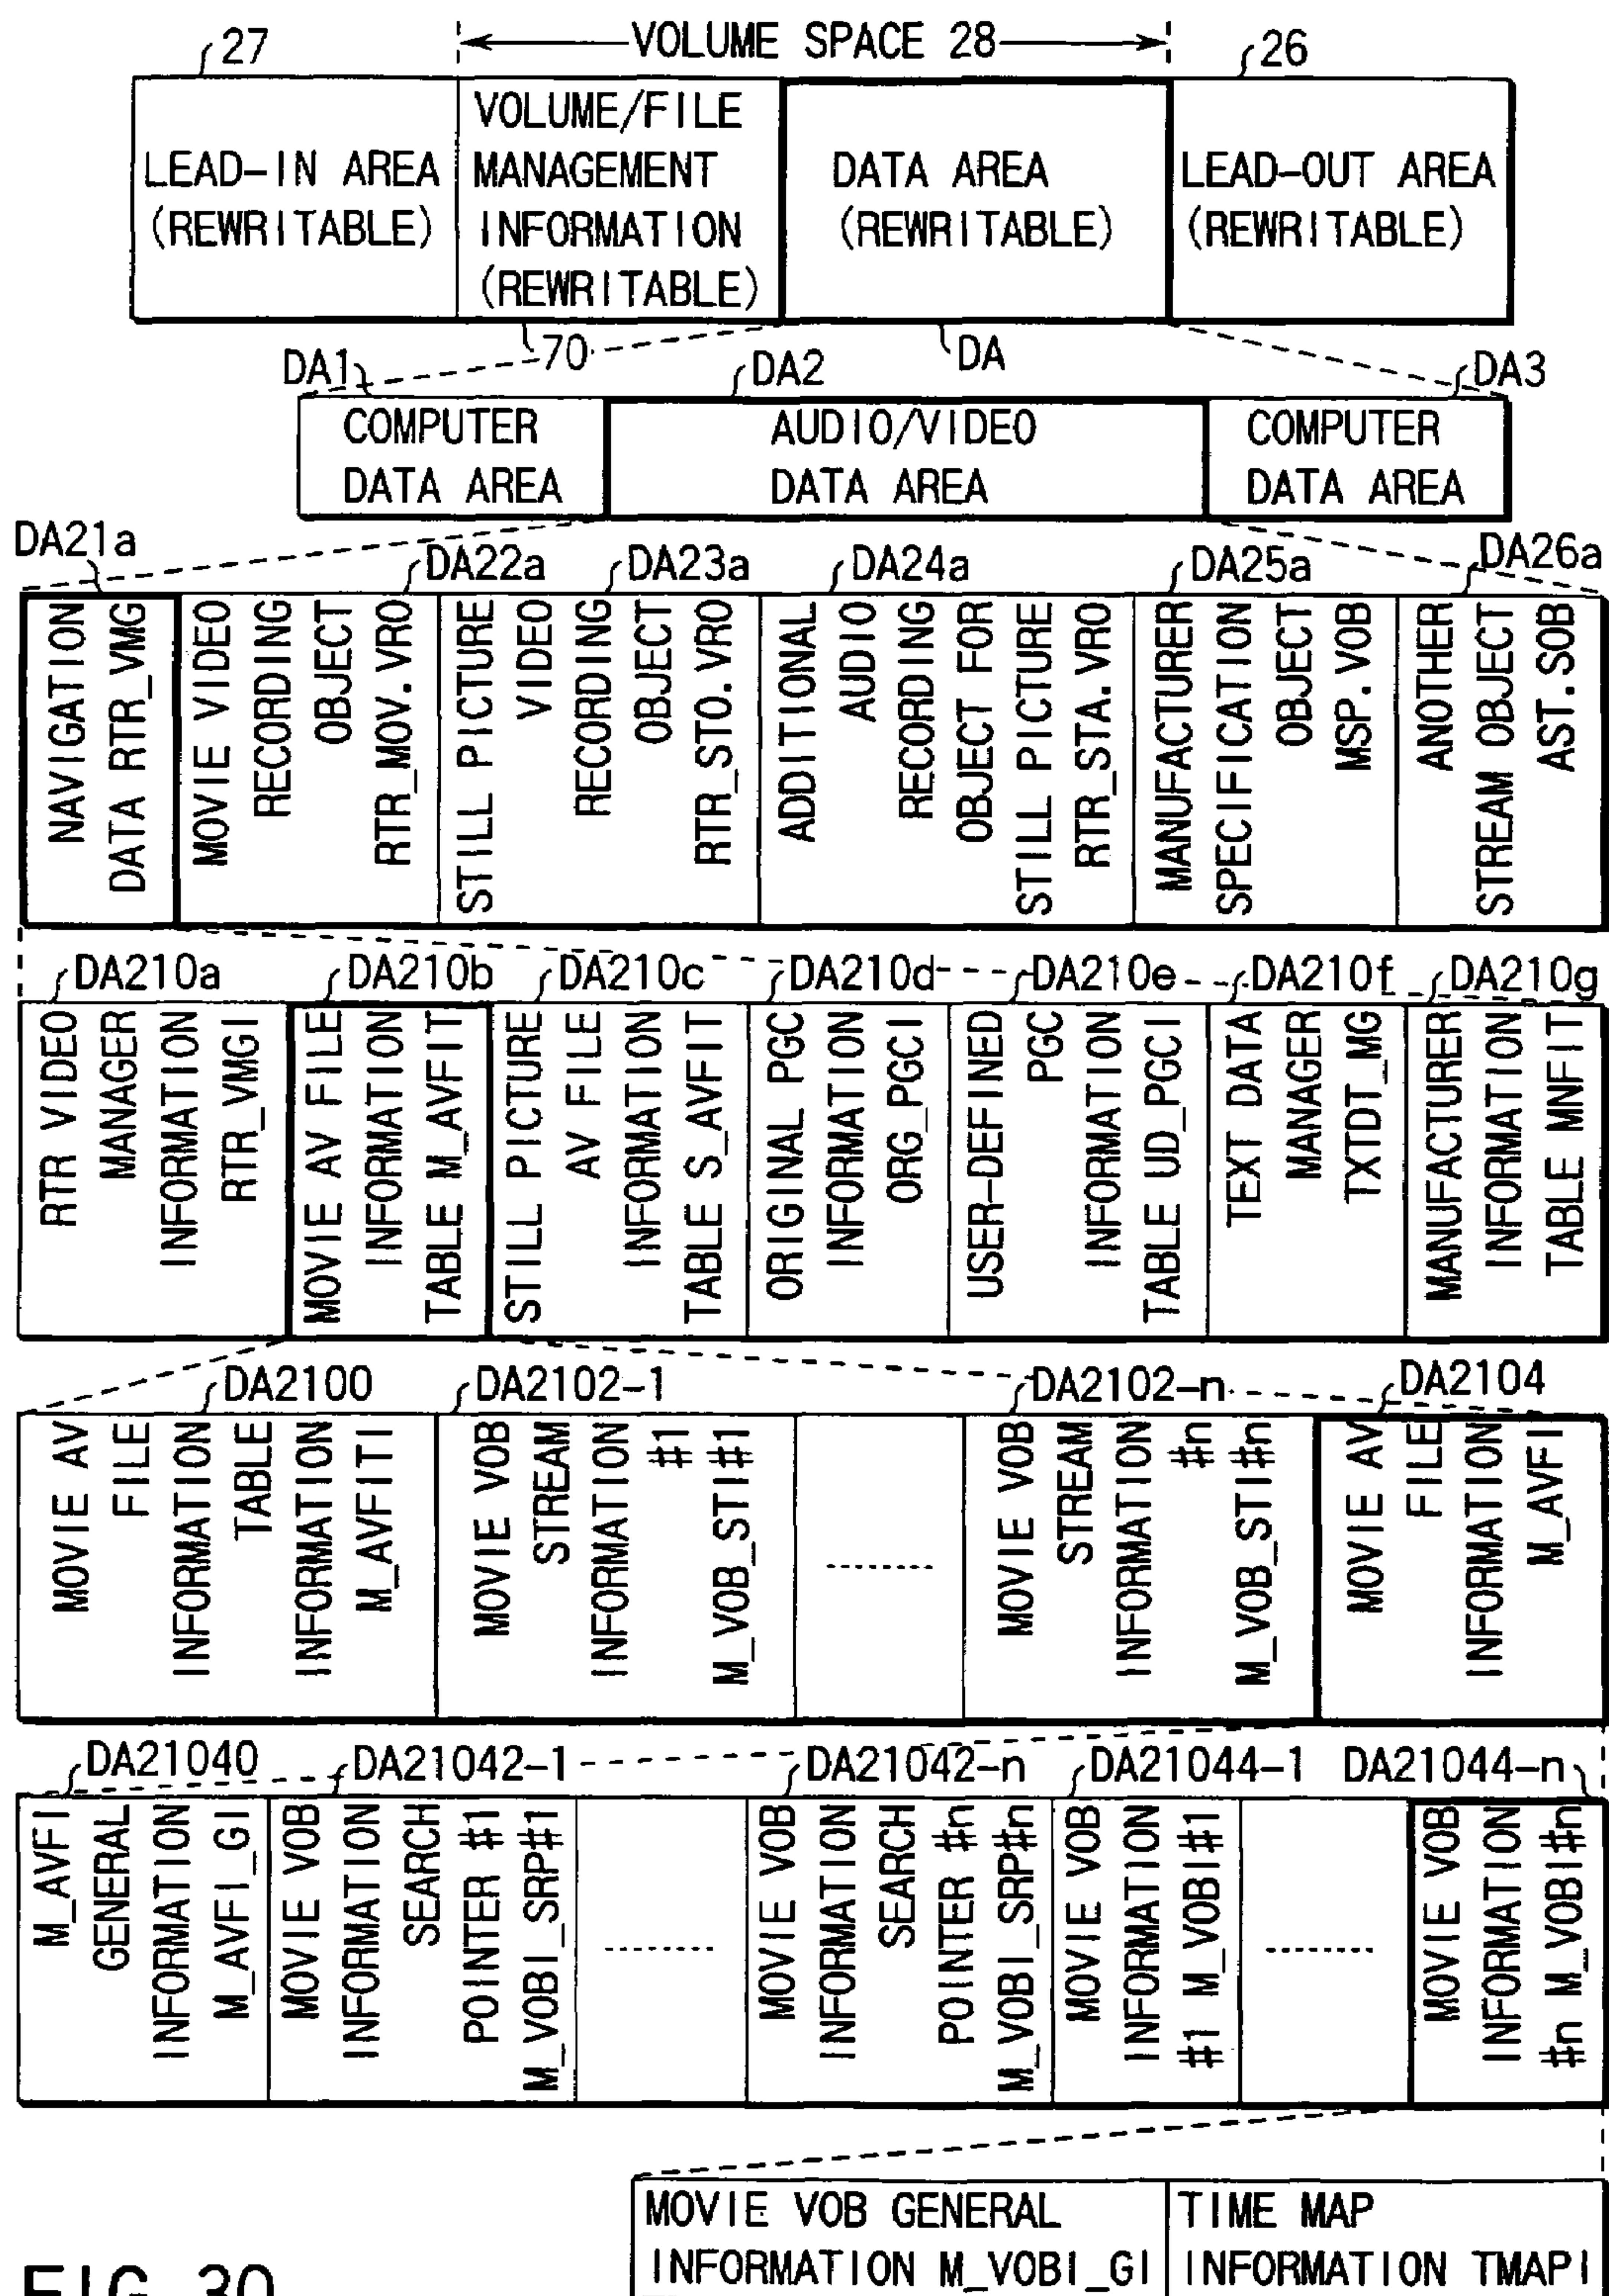 27
VOLUME SPACE 28
26
LEAD-IN AREA
(REWRITABLE)
VOLUME/FILE
MANAGEMENT
INFORMATION
(REWRITABLE)
DATA AREA
(REWRITABLE)
LEAD-OUT AREA
(REWRITABLE)
70
DA
DA1
DA2
DA3
COMPUTER
DATA AREA
AUDIO/VIDEO
DATA AREA
COMPUTER
DATA AREA
DA21a
DA22a
DA23a
DA24a
DA25a
DA26a
NAVIGATION
DATA RTR_VMG
MOVIE VIDEO
RECORDING
OBJECT
RTR_MOV.VRO
STILL PICTURE
VIDEO
RECORDING
OBJECT
RTR_STO.VRO
ADDITIONAL
AUDIO
RECORDING
OBJECT FOR
STILL PICTURE
RTR_STA.VRO
MANUFACTURER
SPECIFICATION
OBJECT
MSP.VOB
ANOTHER
STREAM OBJECT
AST.SOB
DA210a
DA210b
DA210c
DA210d
DA210e
DA210f
DA210g
RTR VIDEO
MANAGER
INFORMATION
RTR_VMGI
MOVIE AV FILE
INFORMATION
TABLE M_AVFIT
STILL PICTURE
AV FILE
INFORMATION
TABLE S_AVFIT
ORIGINAL PGC
INFORMATION
ORG_PGCI
USER-DEFINED
PGC
INFORMATION
TABLE UD_PGCI
TEXT DATA
MANAGER
TXTDT_MG
MANUFACTURER
INFORMATION
TABLE MNFIT
DA2100
DA2102-1
DA2102-n
DA2104
MOVIE AV
FILE
INFORMATION
TABLE
INFORMATION
M_AVFITI
MOVIE VOB
STREAM
INFORMATION
#1
M_VOB_STI#1
MOVIE VOB
STREAM
INFORMATION
#n
M_VOB_STI#n
MOVIE AV
FILE
INFORMATION
M_AVFI
DA21040
DA21042-1
DA21042-n
DA21044-1
DA21044-n
M_AVFI
GENERAL
INFORMATION
M_AVFI_GI
MOVIE VOB
INFORMATION
SEARCH
POINTER #1
M_VOBI_SRP#1
MOVIE VOB
INFORMATION
SEARCH
POINTER #n
M_VOBI_SRP#n
MOVIE VOB
INFORMATION
#1 M_VOBI#1
MOVIE VOB
INFORMATION
#n M_VOBI#n
MOVIE VOB GENERAL
INFORMATION M_VOBI_GI
TIME MAP
INFORMATION TMAPI
FIG. 30